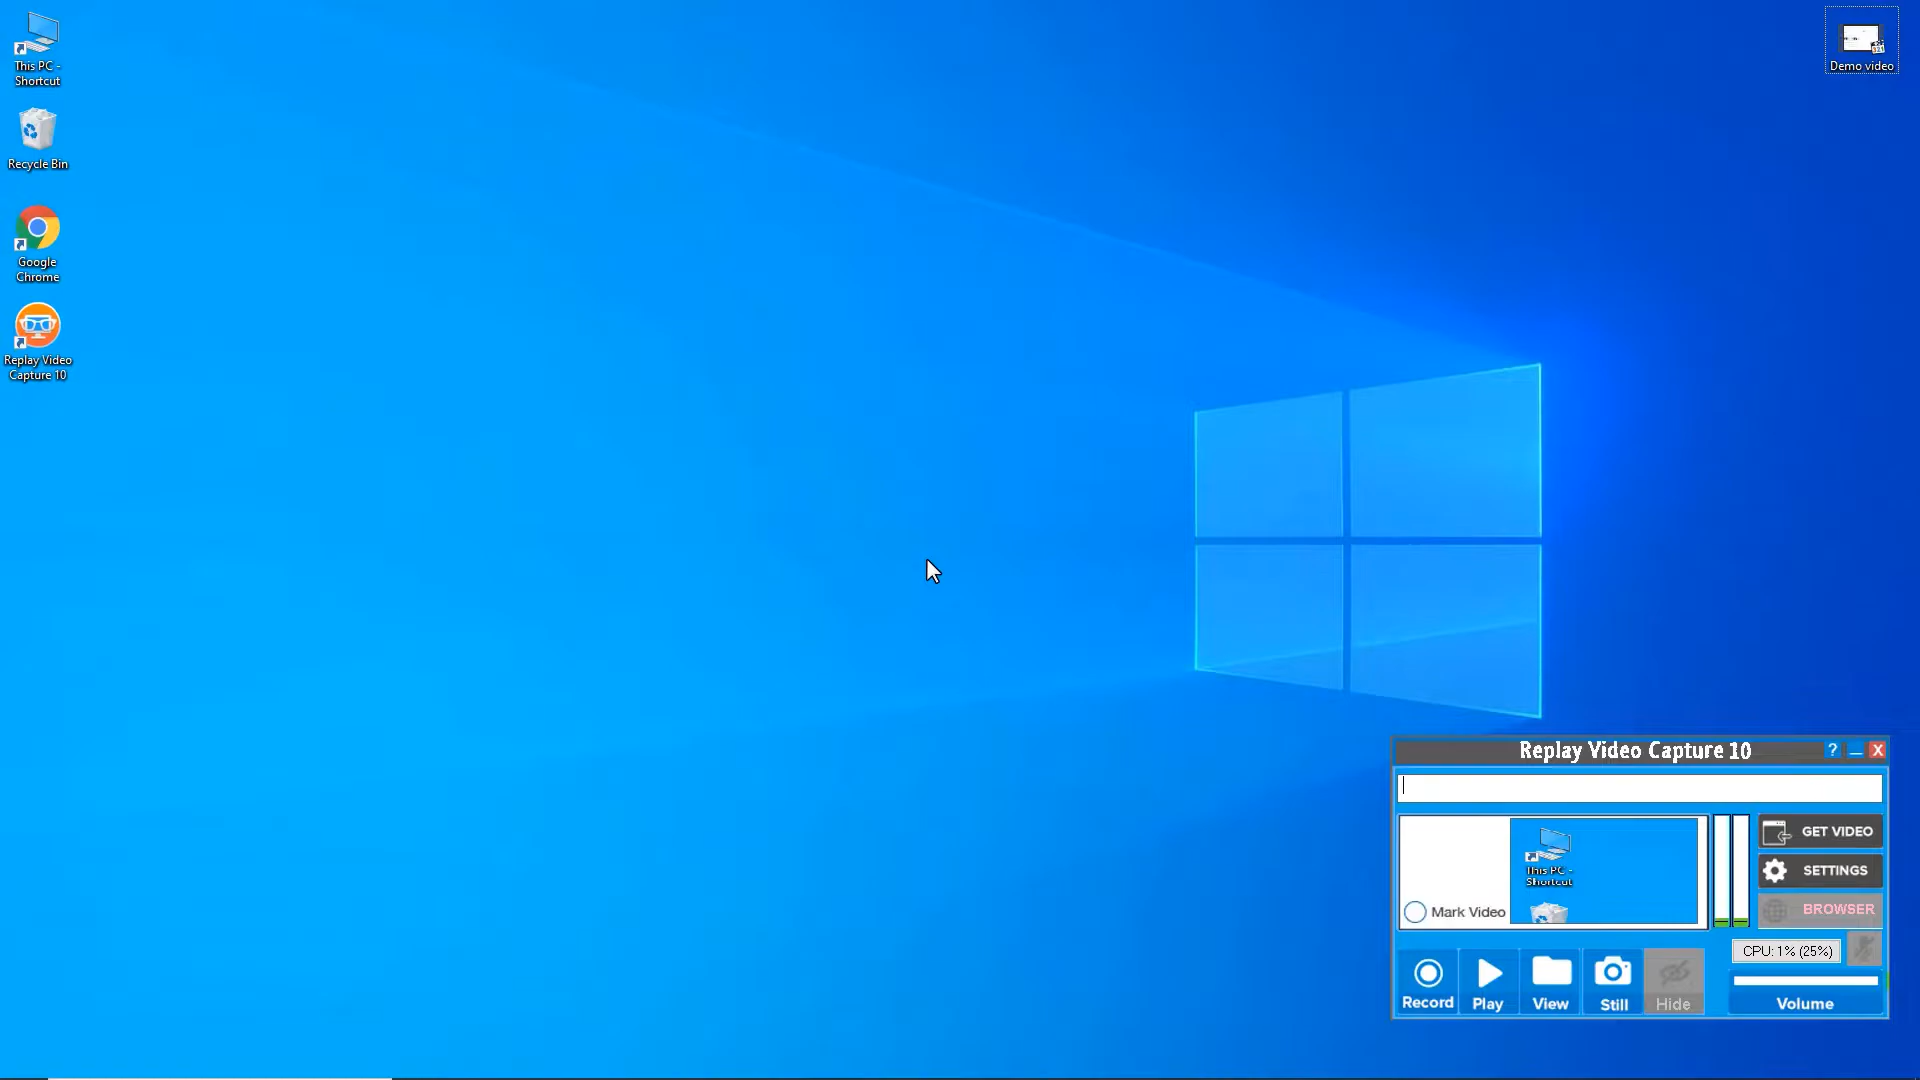 This PC -
Shortcut
Recycle Bin
Google
Chrome
Replay Video
Capture 10
Demo video
Replay Video Capture 10
?
X
This PC -
Shortcut
Mark Video
GET VIDEO
SETTINGS
BROWSER
CPU: 1% (25%)
Record
Play
View
Still
Hide
Volume